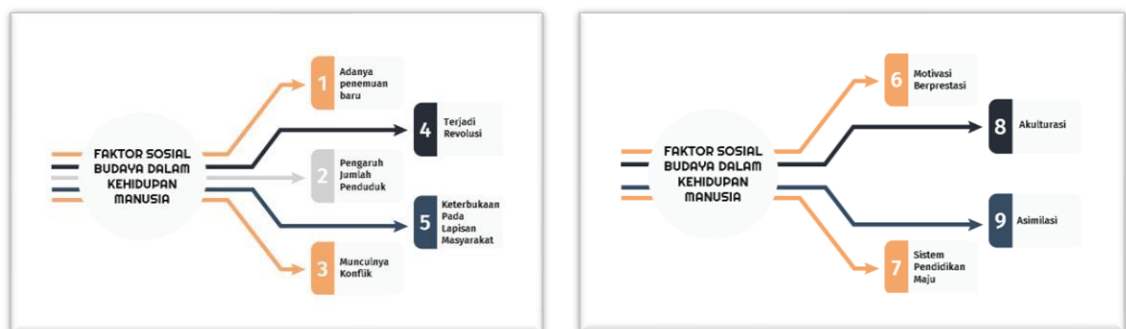 FAKTOR SOSIAL
BUDAYA DALAM
KEHIDUPAN
MANUSIA
1
Adanya
penemuan
baru
4
Terjadi
Revolusi
2
Pengaruh
Jumlah
Penduduk
5
Keterbukaan
Pada
Lapisan
Masyarakat
3
Munculnya
Konflik
FAKTOR SOSIAL
BUDAYA DALAM
KEHIDUPAN
MANUSIA
6
Motivasi
Berprestasi
8
Akulturasi
9
Asimilasi
7
Sistem
Pendidikan
Maju